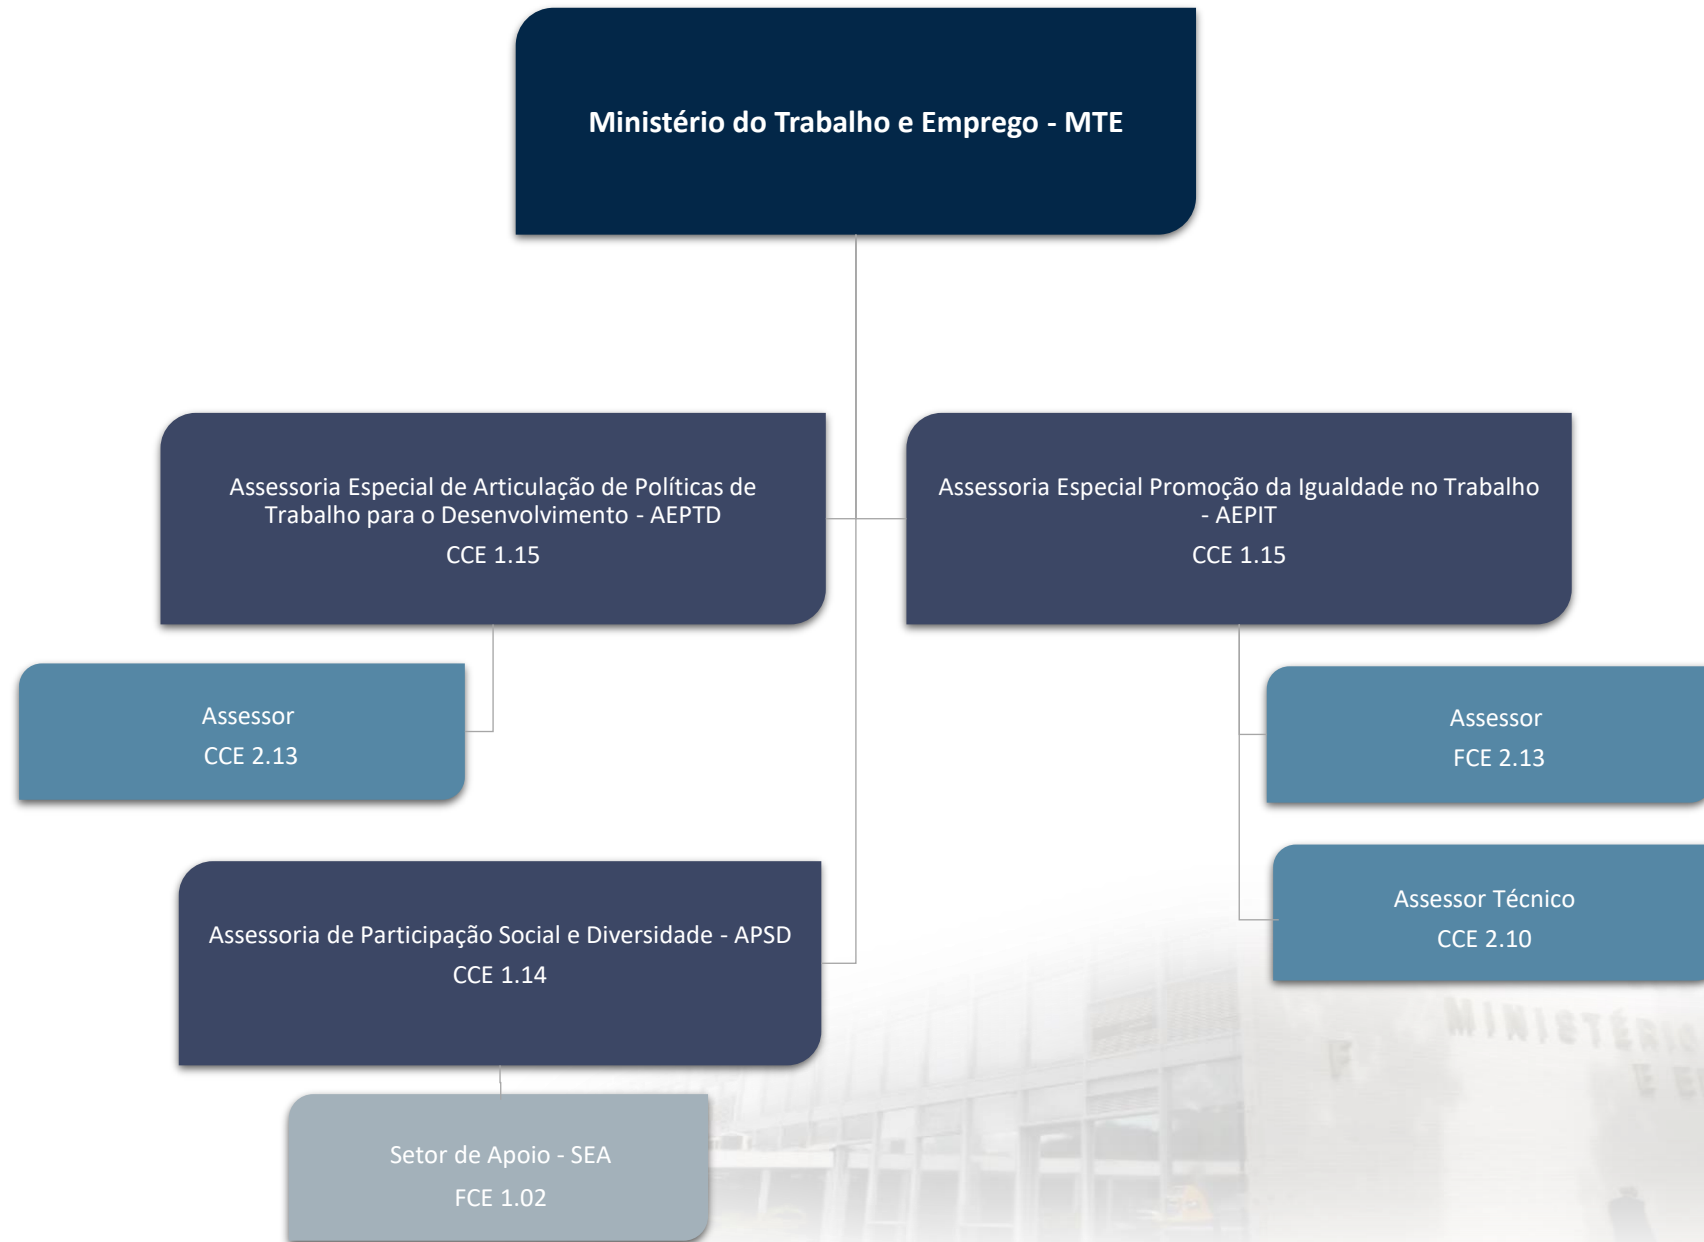 Ministério do Trabalho e Emprego - MTE
Assessoria Especial de Articulação de Políticas de
Trabalho para o Desenvolvimento - AEPTD
CCE 1.15
Assessoria Especial Promoção da Igualdade no Trabalho
- AEPIT
CCE 1.15
Assessor
CCE 2.13
Assessor
FCE 2.13
Assessor Técnico
CCE 2.10
Assessoria de Participação Social e Diversidade - APSD
CCE 1.14
Setor de Apoio - SEA
FCE 1.02
MINISTÉRIO